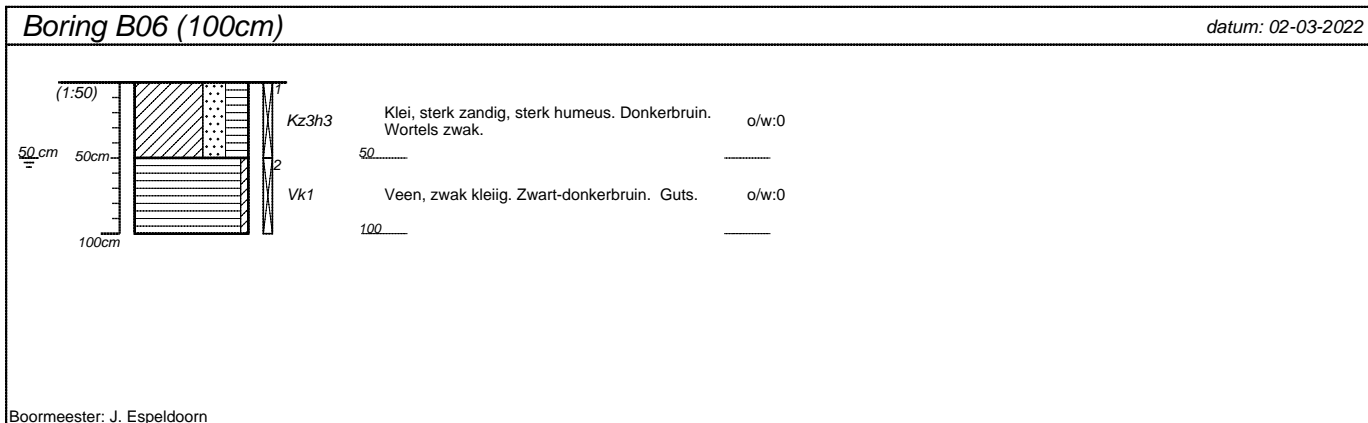 Boring B06 (100cm)
datum: 02-03-2022
(1:50)
1
Kz3h3
Klei, sterk zandig, sterk humeus. Donkerbruin.
Wortels zwak.
o/w:0
50 cm
50cm
50
2
Vk1
Veen, zwak kleiig. Zwart-donkerbruin. Guts.
o/w:0
100
100cm
Boormeester: J. Espeldoorn